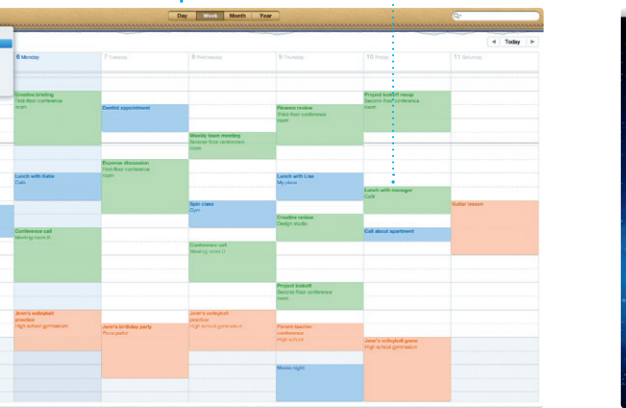 Day Week Month Year
Today
6 Monday
7 Tuesday
8 Wednesday
9 Thursday
10 Friday
11 Saturday
Creative briefing
First-floor conference
room
Lunch with Katie
Café
Conference call
Meeting room B
Jenn's volleyball
practice
High school gymnasium
Dentist appointment
Expense discussion
First-floor conference
room
Jenn's birthday party
Pizza parlor
Weekly team meeting
Second-floor conference
room
Spin class
Gym
Conference call
Meeting room D
Jenn's volleyball
practice
High school gymnasium
Finance review
Third-floor conference
room
Lunch with Lisa
My place
Creative review
Design studio
Project kickoff
Second-floor conference
room
Parent-teacher
conference
High school
Movie night
Project kickoff recap
Second-floor conference
room
Lunch with manager
Café
Call about apartment
Jenn's volleyball game
High school gymnasium
Guitar lesson